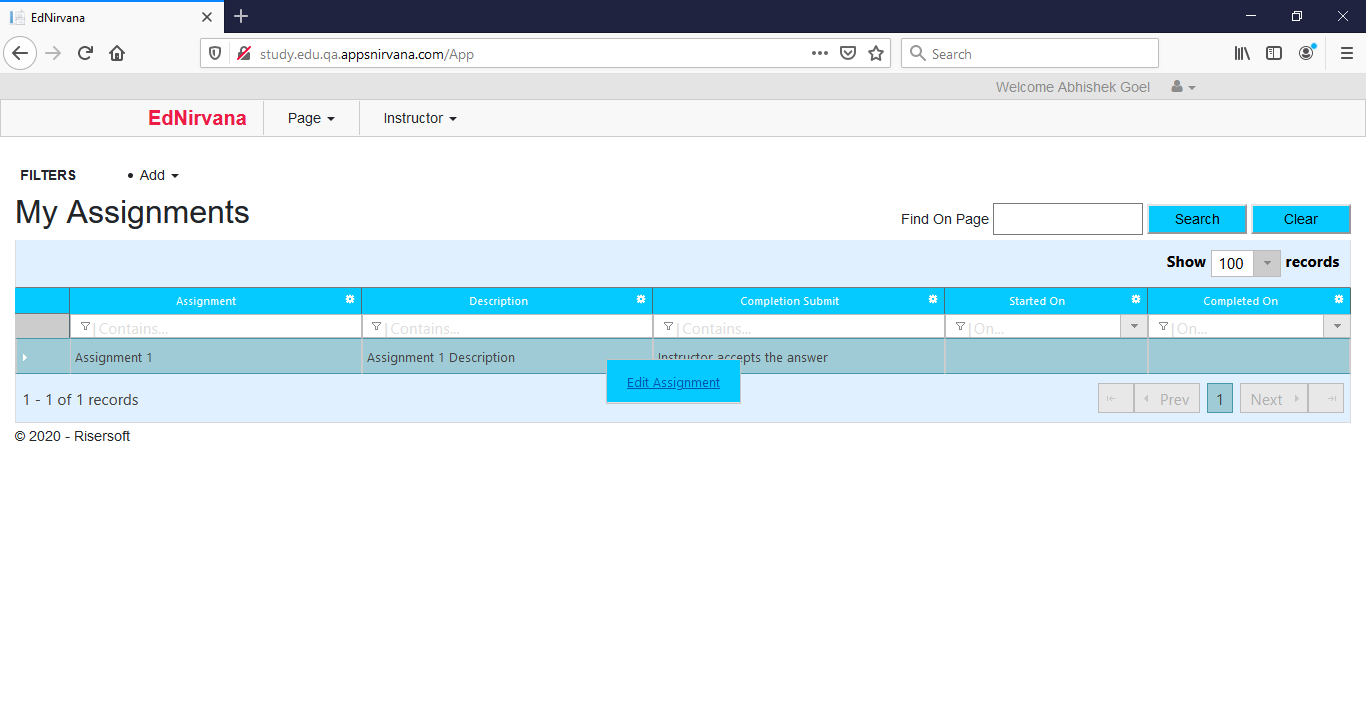 EdNirvana
study.edu.qa.appsnirvana.com/App
Search
Welcome Abhishek Goel
EdNirvana Page Instructor
FILTERS • Add
My Assignments
Find On Page Search Clear
Show 100 records
Assignment Description Completion Submit Started On Completed On
Contains... Contains... Contains... On... On...
Assignment 1 Assignment 1 Description Instructor accepts the answer
Edit Assignment
1 - 1 of 1 records Prev 1 Next
© 2020 - Risersoft